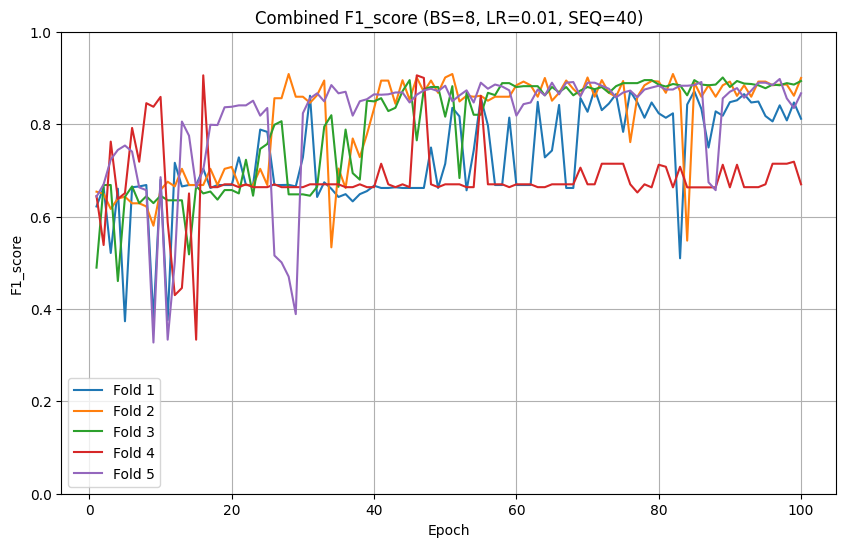 Combined F1_score (BS=8, LR=0.01, SEQ=40)
1.0
0.8
0.6
0.4
0.2
0.0
F1_score
Fold 1
Fold 2
Fold 3
Fold 4
Fold 5
0 20 40 60 80 100
Epoch